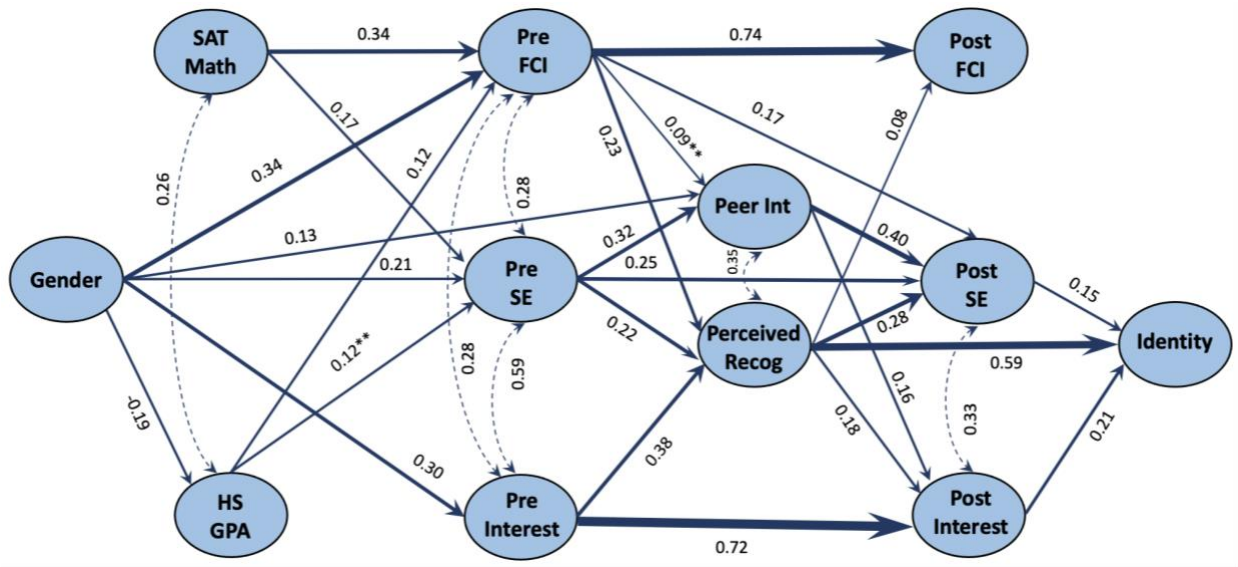 SAT
Math
0.34
Pre
FCI
0.74
Post
FCI
0.17
0.17
0.08
0.12
0.09**
0.23
0.26
0.34
0.28
Peer Int
0.40
0.13
0.32
0.35
Gender
0.21
Pre
SE
0.25
Post
SE
0.15
0.22
Perceived
Recog
0.28
0.59
Identity
0.12**
0.28
0.59
0.16
0.18
0.33
0.21
-0.19
0.30
0.38
HS
GPA
Pre
Interest
0.72
Post
Interest